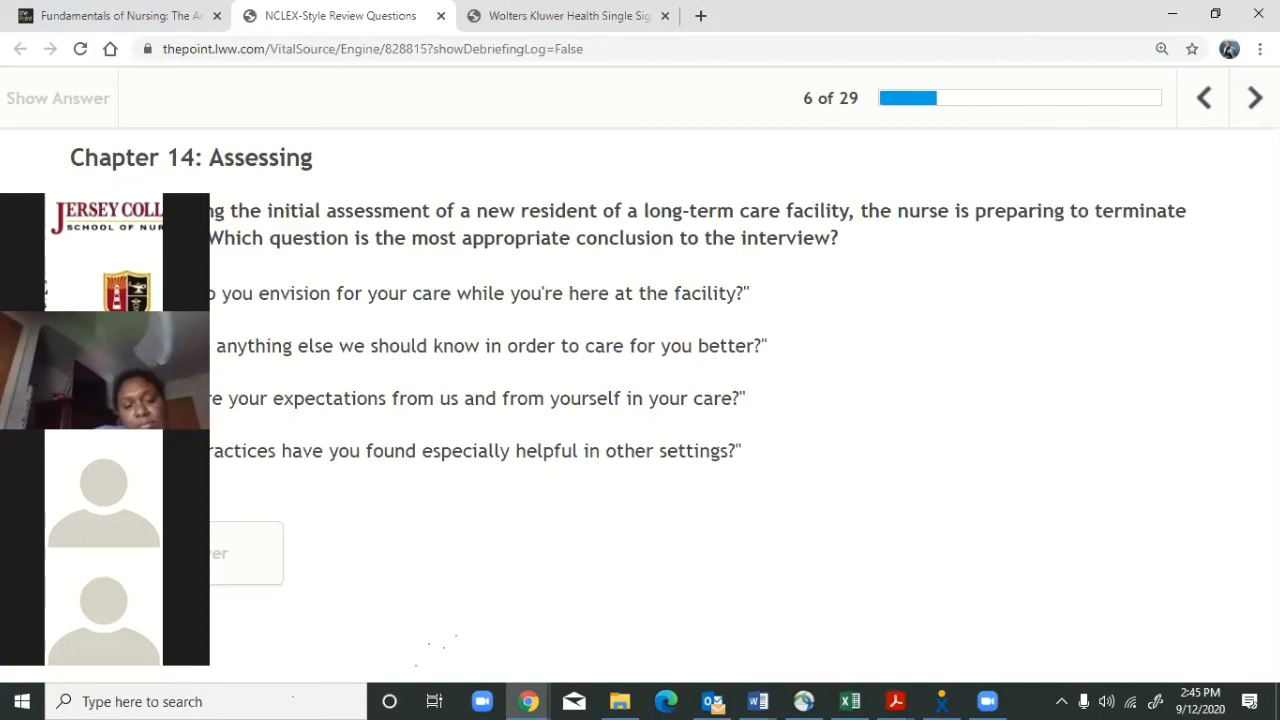 Fundamentals of Nursing: The Ar
NCLEX-Style Review Questions
Wolters Kluwer Health Single Sig
thepoint.lww.com/VitalSource/Engine/828815?showDebriefingLog=False
Show Answer
6 of 29
Chapter 14: Assessing
JERSEY COLL
SCHOOL OF NUR
ng the initial assessment of a new resident of a long-term care facility, the nurse is preparing to terminate
Which question is the most appropriate conclusion to the interview?
o you envision for your care while you're here at the facility?"
anything else we should know in order to care for you better?"
re your expectations from us and from yourself in your care?"
ractices have you found especially helpful in other settings?"
er
Type here to search
2:45 PM
9/12/2020